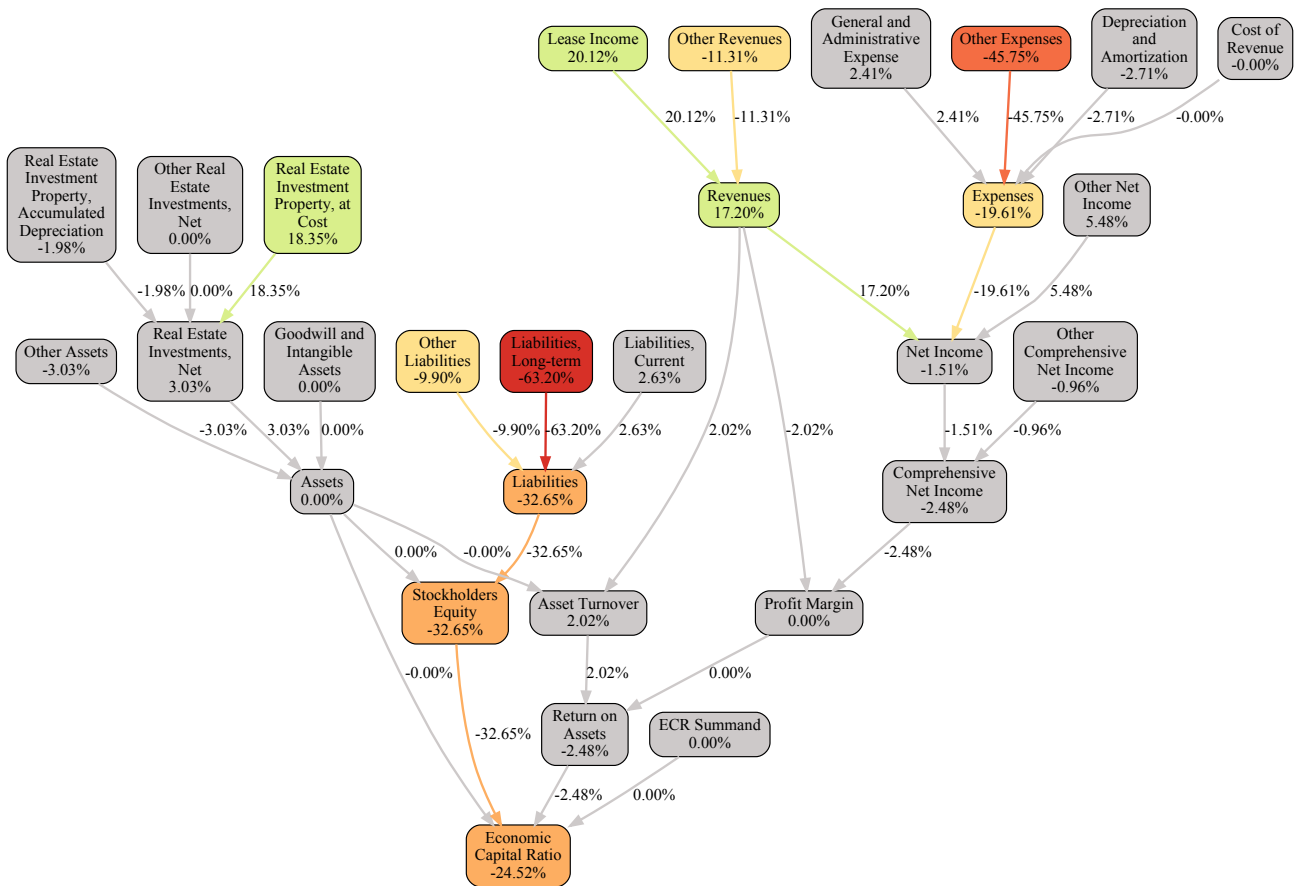 Lease Income
20.12%
Other Revenues
-11.31%
General and
Administrative
Expense
2.41%
Other Expenses
-45.75%
Depreciation
and
Amortization
-2.71%
Cost of
Revenue
-0.00%
20.12%
-11.31%
2.41%
-45.75%
-2.71%
-0.00%
Real Estate
Investment
Property,
Accumulated
Depreciation
-1.98%
Other Real
Estate
Investments,
Net
0.00%
Real Estate
Investment
Property, at
Cost
18.35%
Revenues
17.20%
Expenses
-19.61%
Other Net
Income
5.48%
-1.98%
0.00%
18.35%
17.20%
-19.61%
5.48%
Other Assets
-3.03%
Real Estate
Investments,
Net
3.03%
Goodwill and
Intangible
Assets
0.00%
Other
Liabilities
-9.90%
Liabilities,
Long-term
-63.20%
Liabilities,
Current
2.63%
Net Income
-1.51%
Other
Comprehensive
Net Income
-0.96%
-3.03%
3.03%
0.00%
-9.90%
-63.20%
2.63%
2.02%
-2.02%
-1.51%
-0.96%
Assets
0.00%
Liabilities
-32.65%
Comprehensive
Net Income
-2.48%
0.00%
-0.00%
-32.65%
-2.48%
Stockholders
Equity
-32.65%
Asset Turnover
2.02%
Profit Margin
0.00%
-0.00%
2.02%
0.00%
-32.65%
Return on
Assets
-2.48%
ECR Summand
0.00%
-2.48%
0.00%
Economic
Capital Ratio
-24.52%